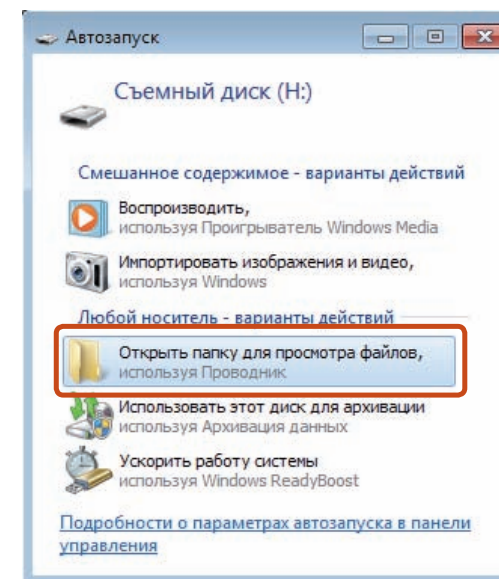 Автозапуск
Съемный диск (H:)
Смешанное содержимое - варианты действий
Воспроизводить,
используя Проигрыватель Windows Media
Импортировать изображения и видео,
используя Windows
Любой носитель - варианты действий
Открыть папку для просмотра файлов,
используя Проводник
Использовать этот диск для архивации
используя Архивация данных
Ускорить работу системы
используя Windows ReadyBoost
Подробности о параметрах автозапуска в панели
управления